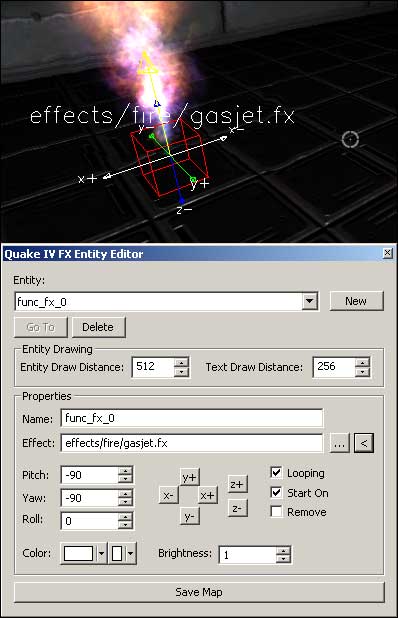 effects/fire/gasjet.fx
y-
x-
x+
y+
z-
Quake IV FX Entity Editor
Entity:
func_fx_0
New
Go To
Delete
Entity Drawing
Entity Draw Distance: 512
Text Draw Distance: 256
Properties
Name: func_fx_0
Effect: effects/fire/gasjet.fx ... <
Pitch: -90
Yaw: -90
Roll: 0
y+
x- x+
y-
z+
z-
Looping
Start On
Remove
Color:
Brightness: 1
Save Map